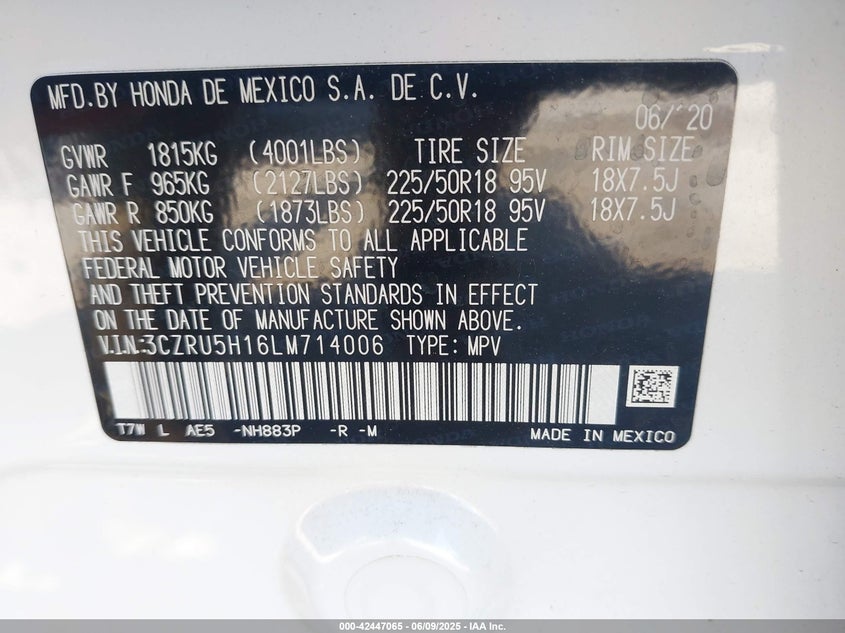 MFD.BY HONDA DE MEXICO S.A. DE C.V.
06/'20
GVWR 1815KG (4001LBS) TIRE SIZE RIM SIZE
GAWR F 965KG (2127LBS) 225/50R18 95V 18X7.5J
GAWR R 850KG (1873LBS) 225/50R18 95V 18X7.5J
THIS VEHICLE CONFORMS TO ALL APPLICABLE
FEDERAL MOTOR VEHICLE SAFETY
AND THEFT PREVENTION STANDARDS IN EFFECT
ON THE DATE OF MANUFACTURE SHOWN ABOVE.
V.I.N:3CZRU5H16LM714006 TYPE: MPV
T7W L AE5 -NH883P -R -M MADE IN MEXICO
000-42447065 - 06/09/2025 - IAA Inc.